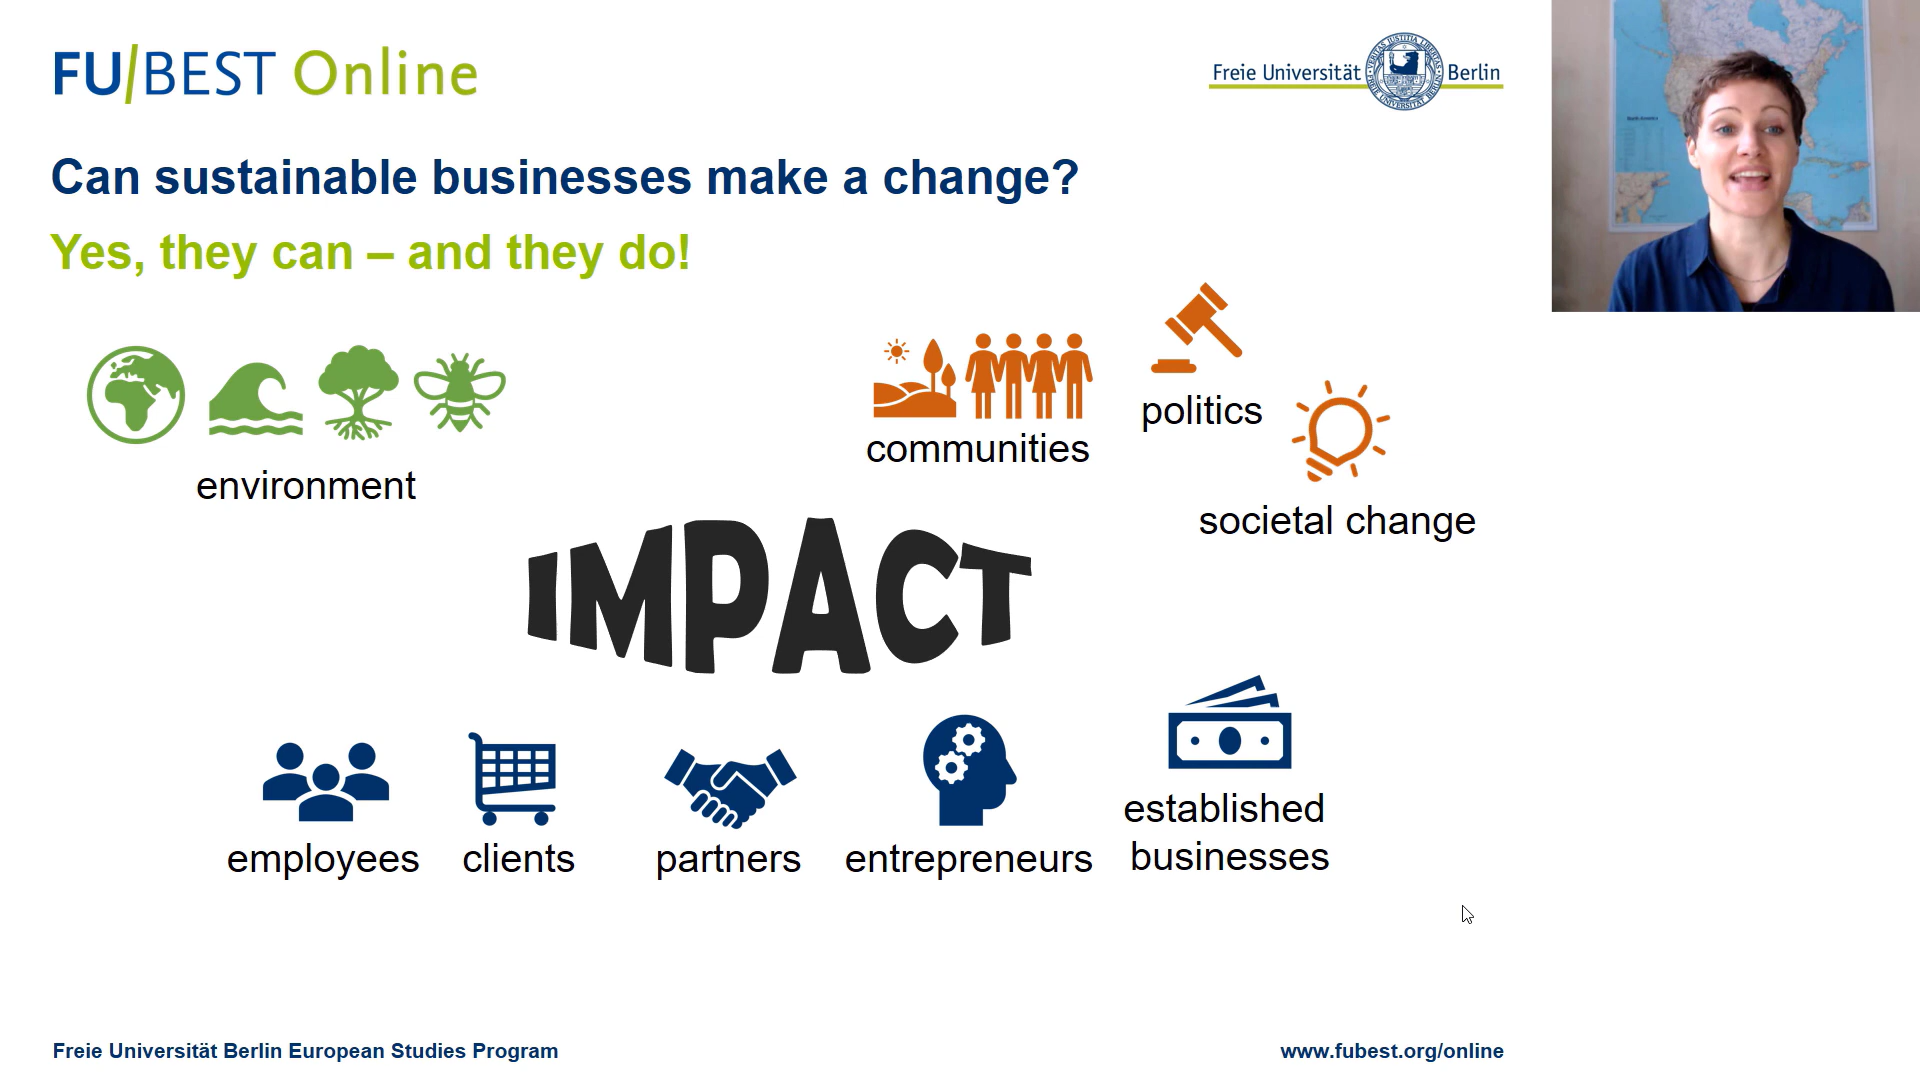 FU/BEST Online
Freie Universität Berlin
Can sustainable businesses make a change?
Yes, they can – and they do!
environment
communities
politics
societal change
IMPACT
employees
clients
partners
entrepreneurs
established
businesses
Freie Universität Berlin European Studies Program
www.fubest.org/online